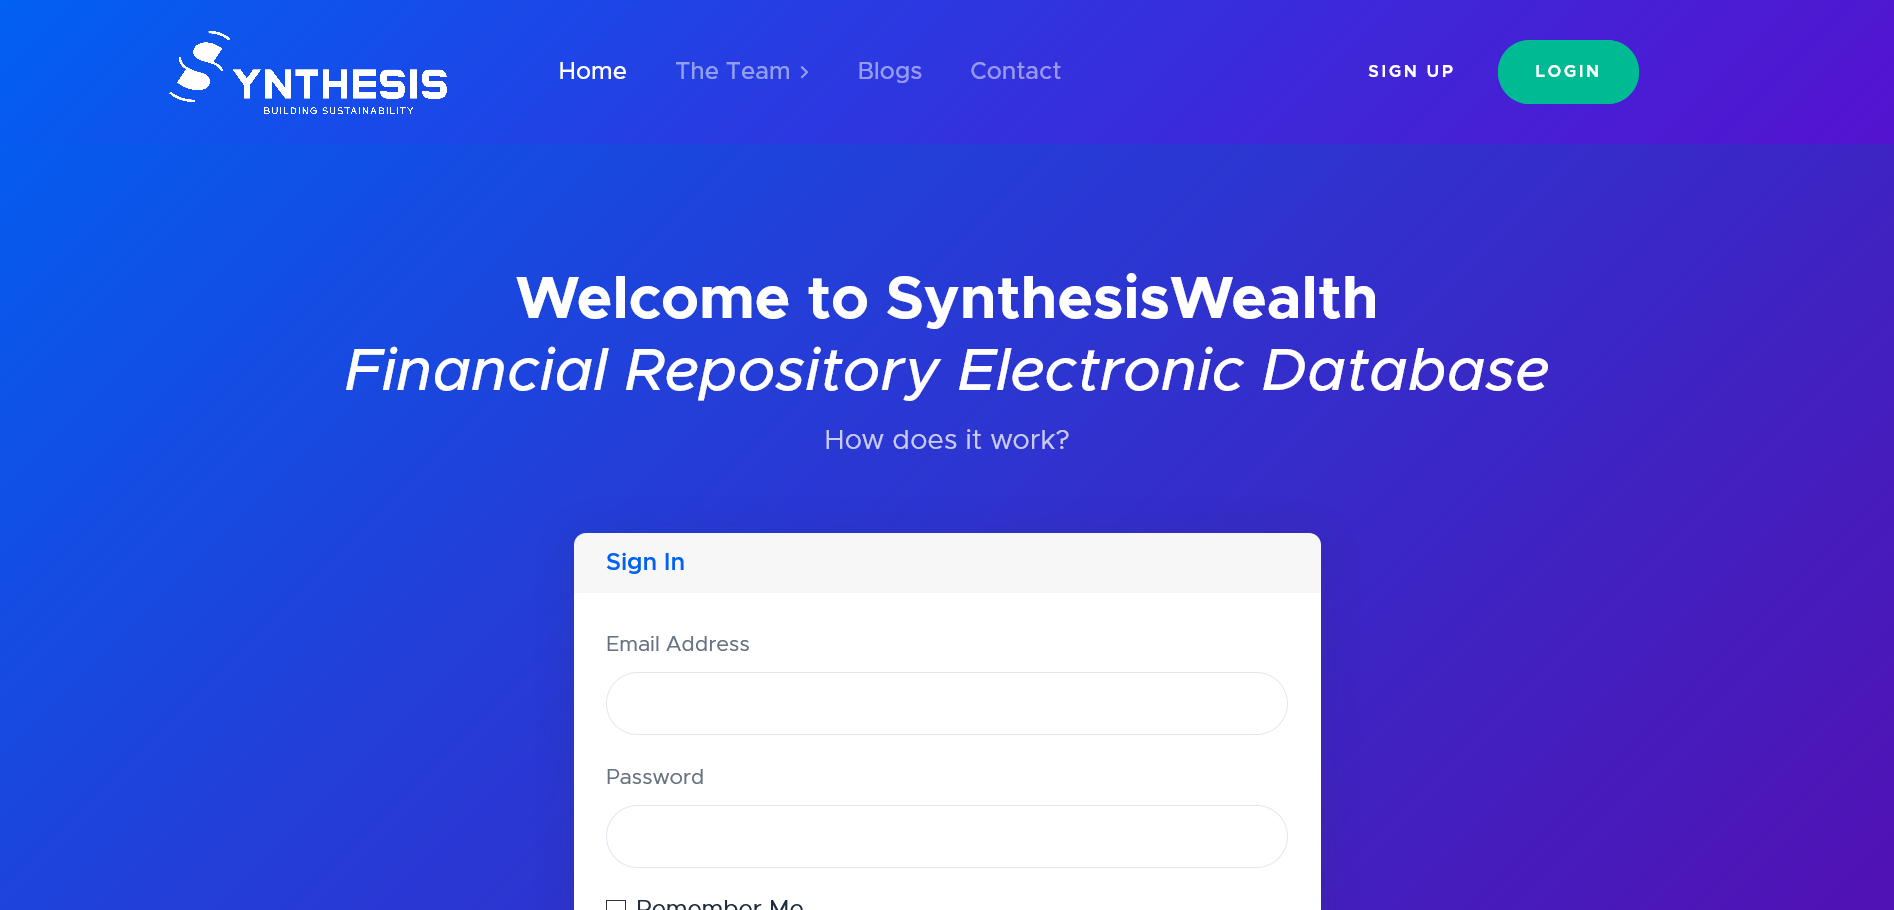 SYNTHESIS
BUILDING SUSTAINABILITY
Home
The Team
Blogs
Contact
SIGN UP
LOGIN
Welcome to SynthesisWealth
Financial Repository Electronic Database
How does it work?
Sign In
Email Address
Password
Remember Me